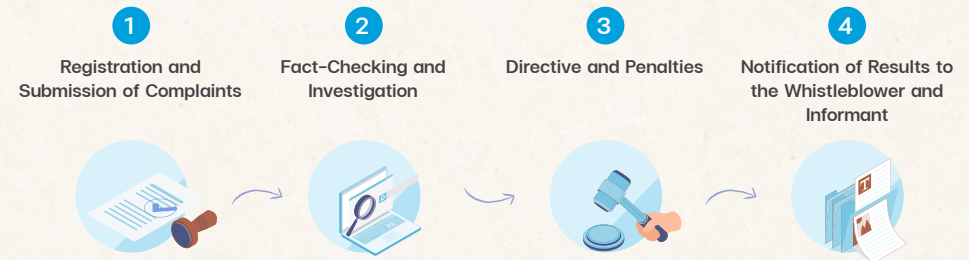 1
Registration and
Submission of Complaints
2
Fact-Checking and
Investigation
3
Directive and Penalties
4
Notification of Results to
the Whistleblower and
Informant
T